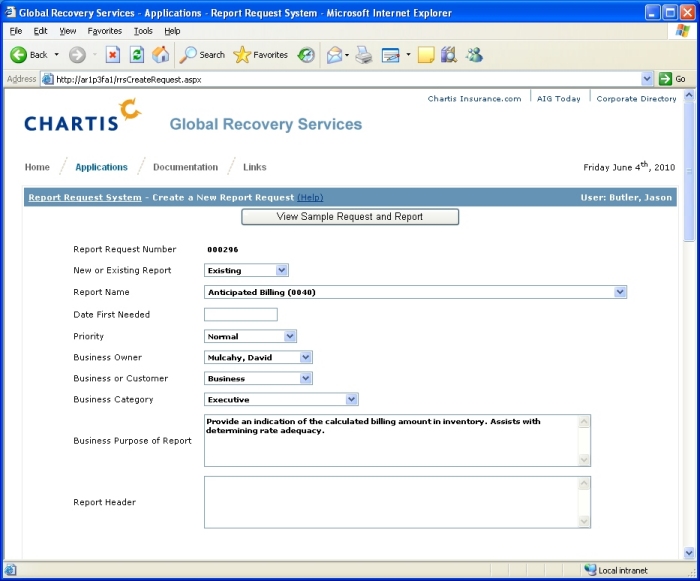 Global Recovery Services - Applications - Report Request System - Microsoft Internet Explorer
File Edit View Favorites Tools Help
Back Search Favorites
Address http://ar1p3fa1/rrsCreateRequest.aspx Go
Chartis Insurance.com AIG Today Corporate Directory
CHARTIS Global Recovery Services
Home Applications Documentation Links Friday June 4th, 2010
Report Request System - Create a New Report Request (Help) User: Butler, Jason
View Sample Request and Report
Report Request Number 000296
New or Existing Report Existing
Report Name Anticipated Billing (0040)
Date First Needed
Priority Normal
Business Owner Mulcahy, David
Business or Customer Business
Business Category Executive
Business Purpose of Report Provide an indication of the calculated billing amount in inventory. Assists with
determining rate adequacy.
Report Header
Local intranet